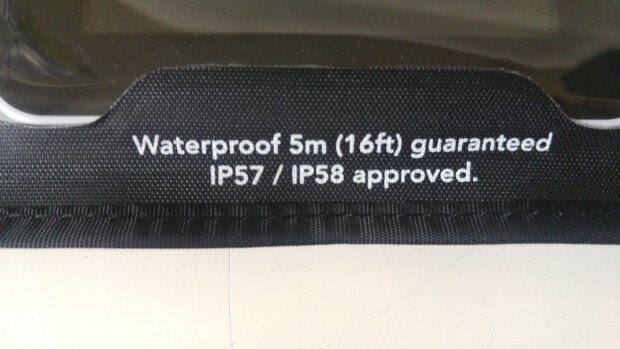 Waterproof 5m (16ft) guaranteed
IP57 / IP58 approved.